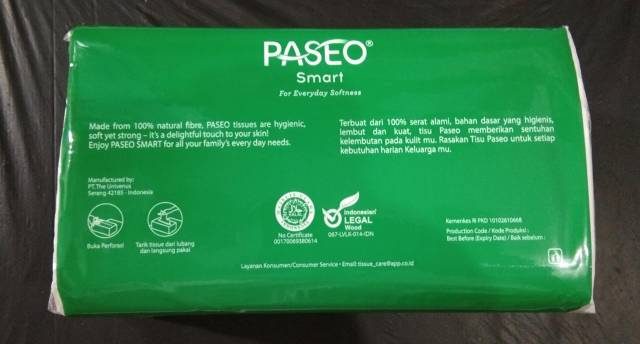 PASEO®
Smart
For Everyday Softness
Made from 100% natural fibre, PASEO tissues are hygienic,
soft yet strong – it's a delightful touch to your skin!
Enjoy PASEO SMART for all your family's every day needs.
Terbuat dari 100% serat alami, bahan dasar yang higienis,
lembut dan kuat, tisu Paseo memberikan sentuhan
kelembutan pada kulit mu. Rasakan Tisu Paseo untuk setiap
kebutuhan harian Keluarga mu.
Manufactured by:
PT.The Univenus
Serang 42185 - Indonesia
Buka Perforasi
Tarik tisue dari lubang
dan langsung pakai
No Certificate
00170069380614
Indonesian
LEGAL
Wood
067-LVLK-014-IDN
Kemenkes RI PKD 10102610668
Production Code / Kode Produksi :
Best Before (Expiry Date) / Baik sebelum :
Layanan Konsumen/Consumer Service • Email: tissue_care@app.co.id